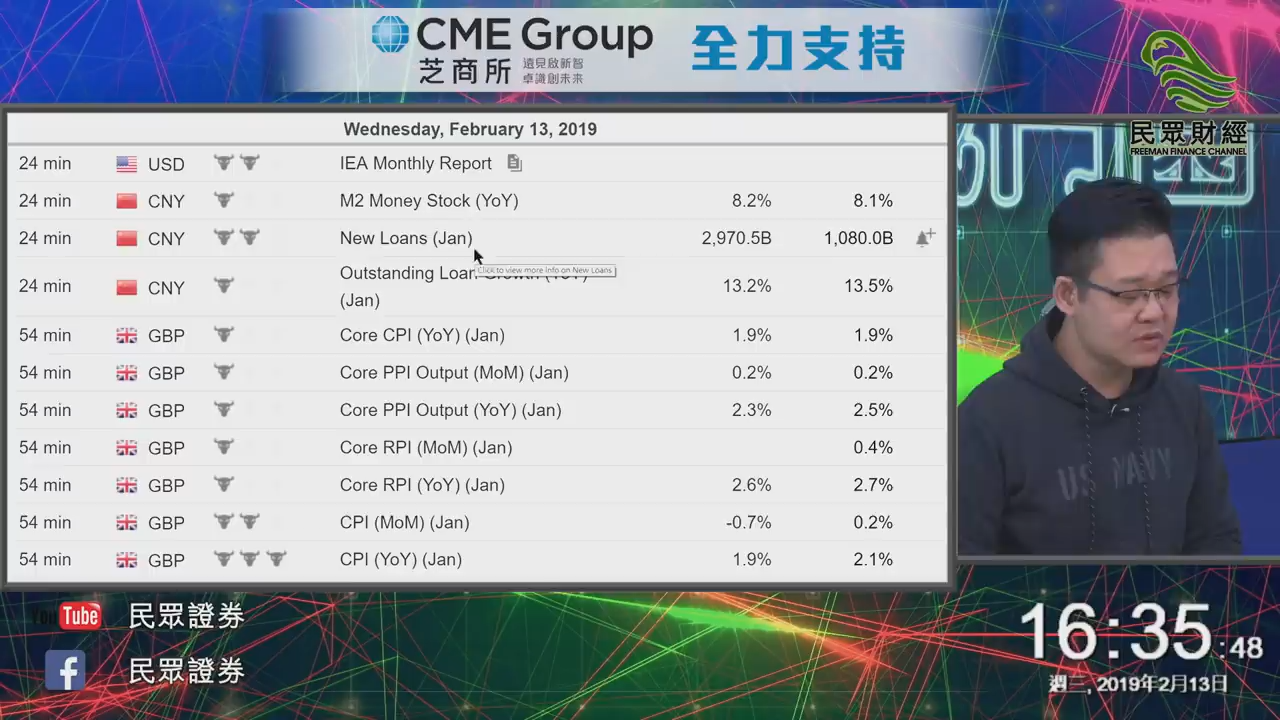 CME Group
芝商所
遠見啟新智
卓識創未來
全力支持
民眾財經
FREEMAN FINANCE CHANNEL
Wednesday, February 13, 2019
24 min USD IEA Monthly Report
24 min CNY M2 Money Stock (YoY) 8.2% 8.1%
24 min CNY New Loans (Jan) 2,970.5B 1,080.0B
Click to view more info on New Loans
24 min CNY Outstanding Loan Growth (YoY) (Jan) 13.2% 13.5%
54 min GBP Core CPI (YoY) (Jan) 1.9% 1.9%
54 min GBP Core PPI Output (MoM) (Jan) 0.2% 0.2%
54 min GBP Core PPI Output (YoY) (Jan) 2.3% 2.5%
54 min GBP Core RPI (MoM) (Jan) 0.4%
54 min GBP Core RPI (YoY) (Jan) 2.6% 2.7%
54 min GBP CPI (MoM) (Jan) -0.7% 0.2%
54 min GBP CPI (YoY) (Jan) 1.9% 2.1%
US NAVY
YouTube 民眾證券
f 民眾證券
16:35:48
週三, 2019年2月13日